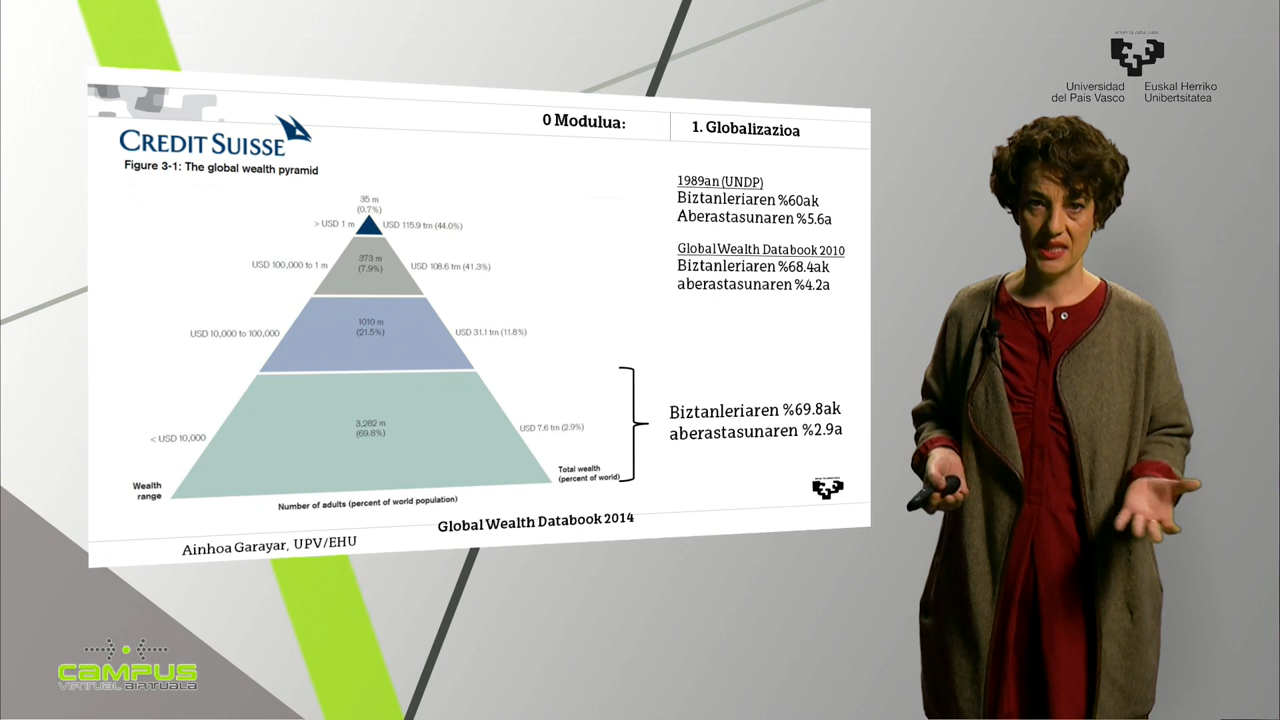 Universidad
del País Vasco
Euskal Herriko
Unibertsitatea
0 Modulua:
1. Globalizazioa
CREDIT SUISSE
Figure 3-1: The global wealth pyramid
35 m
(0.7%)
> USD 1 m
USD 115.9 trn (44.0%)
USD 100,000 to 1 m
373 m
(7.9%)
USD 108.6 trn (41.3%)
USD 10,000 to 100,000
1010 m
(21.5%)
USD 31.1 trn (11.8%)
< USD 10,000
3,282 m
(69.8%)
USD 7.6 trn (2.9%)
Wealth
range
Total wealth
(percent of world)
Number of adults (percent of world population)
1989an (UNDP)
Biztanleriaren %60ak
Aberastasunaren %5.6a
Global Wealth Databook 2010
Biztanleriaren %68.4ak
aberastasunaren %4.2a
Biztanleriaren %69.8ak
aberastasunaren %2.9a
Global Wealth Databook 2014
Ainhoa Garayar, UPV/EHU
CAMPUS
VIRTUAL BIRTUALA